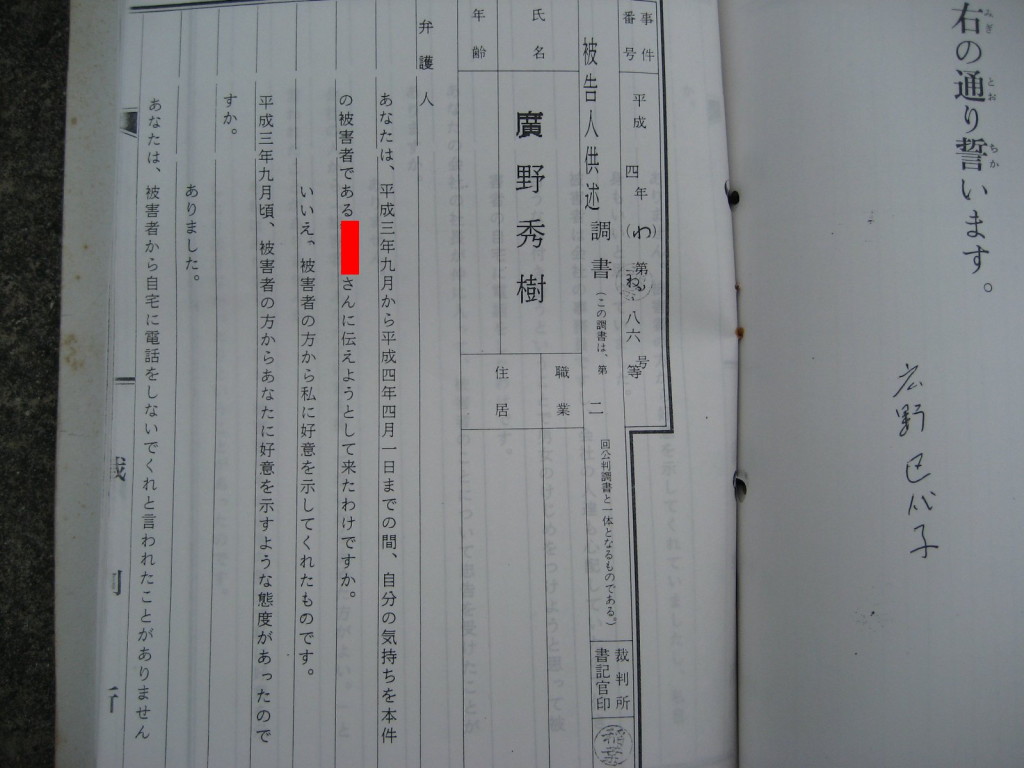 右の通り誓います。
広野
代子
被告人供述調書
(この調書は、第二回公判調書と一体となるものである。)
事件番号
平成四年(わ)第
八六号等
裁判所書記官印
氏名
廣野秀樹
年齢
職業
住居
弁護人
あなたは、平成三年九月から平成四年四月一日までの間、自分の気持ちを本件
の被害者である
さんに伝えようとして来たわけですか。
いいえ、被害者の方から私に好意を示してくれたものです。
平成三年九月頃、被害者の方からあなたに好意を示すような態度があったので
すか。
ありました。
あなたは、被害者から自宅に電話をしないでくれと言われたことがありません
裁判所